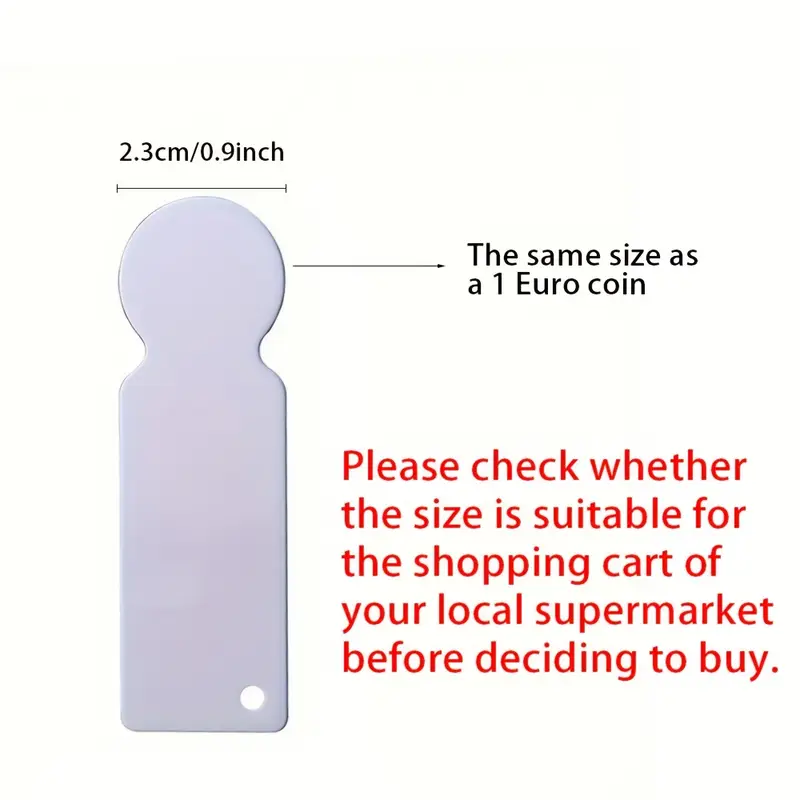 2.3cm/0.9inch
The same size as
a 1 Euro coin
Please check whether
the size is suitable for
the shopping cart of
your local supermarket
before deciding to buy.